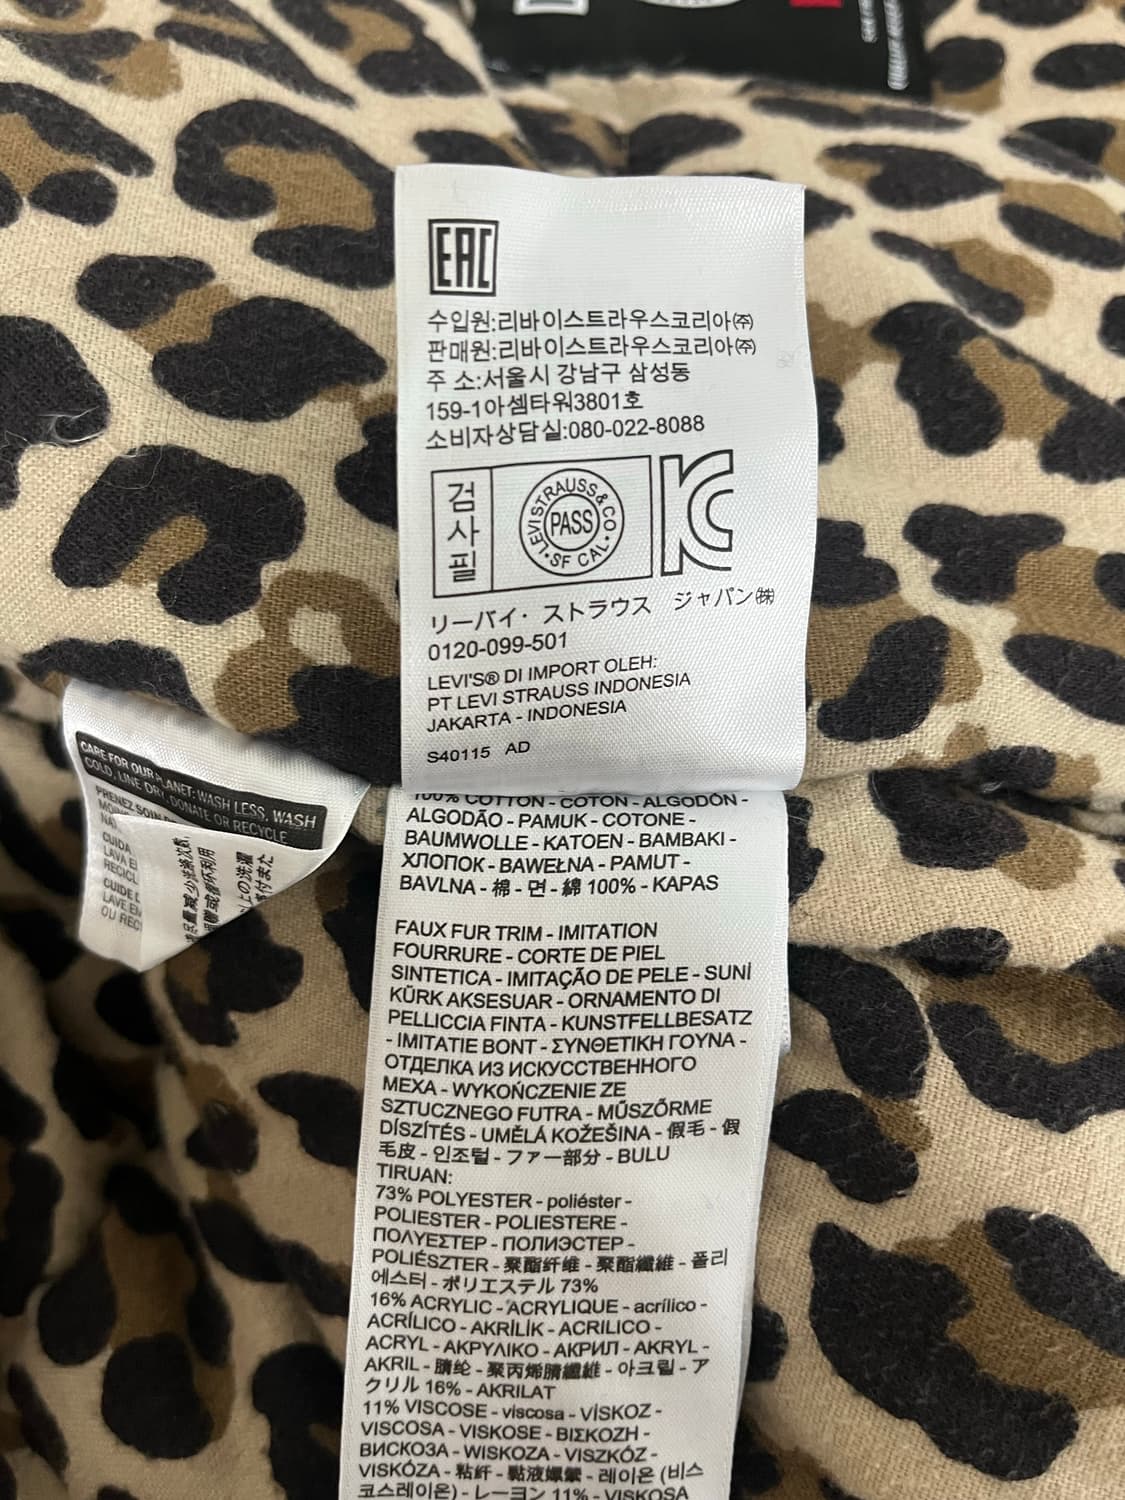 EAC
수입원:리바이스트라우스코리아㈜
판매원:리바이스트라우스코리아㈜
주 소:서울시 강남구 삼성동
159-1아셈타워3801호
소비자상담실:080-022-8088
검사필
LEVI STRAUSS & CO
PASS
SF CAL
リーバイ・ストラウス ジャパン㈱
0120-099-501
LEVI'S® DI IMPORT OLEH:
PT LEVI STRAUSS INDONESIA
JAKARTA - INDONESIA
S40115 AD
CARE FOR OUR PLANET: WASH LESS, WASH
COLD, LINE DRY, DONATE OR RECYCLE
PRENEZ SOIN
CUIDA
LAVA E
RECICL
CUIDE D
LAVE EM
OU REC
100% COTTON - COTON - ALGODÓN -
ALGODÃO - PAMUK - COTONE -
BAUMWOLLE - KATOEN - BAMBAKI -
ХЛОПОК - BAWEŁNA - PAMUT -
BAVLNA - 棉 - 면 - 綿 100% - KAPAS
FAUX FUR TRIM - IMITATION
FOURRURE - CORTE DE PIEL
SINTETICA - IMITAÇÃO DE PELE - SUNİ
KÜRK AKSESUAR - ORNAMENTO DI
PELLICCIA FINTA - KUNSTFELLBESATZ
- IMITATIE BONT - ΣΥΝΘΕΤΙΚΗ ΓΟΥΝΑ -
ОТДЕЛКА ИЗ ИСКУССТВЕННОГО
МЕХА - WYKOŃCZENIE ZE
SZTUCZNEGO FUTRA - MŰSZŐRME
DÍSZÍTÉS - UMĚLÁ KOŽEŠINA - 假毛 - 假
毛皮 - 인조털 - ファー部分 - BULU
TIRUAN:
73% POLYESTER - poliéster -
POLIESTER - POLIESTERE -
ΠΟΛΥΕΣΤΕΡ - ПОЛИЭСТЕР -
POLIÉSZTER - 聚酯纤维 - 聚酯纖維 - 폴리
에스터 - ポリエステル 73%
16% ACRYLIC - ACRYLIQUE - acrílico -
ACRÍLICO - AKRİLİK - ACRILICO -
ACRYL - ΑΚΡΥΛΙΚΟ - АКРИЛ - AKRYL -
AKRIL - 腈纶 - 聚丙烯腈纖維 - 아크릴 - ア
クリル 16% - AKRILAT
11% VISCOSE - viscosa - VİSKOZ -
VISCOSA - VISKOSE - ΒΙΣΚΟΖΗ -
ВИСКОЗА - WISKOZA - VISZKÓZ -
VISKÓZA - 粘纤 - 黏液嫘縈 - 레이온 (비스
코스레이온) - レーヨン 11% - VISKOSA